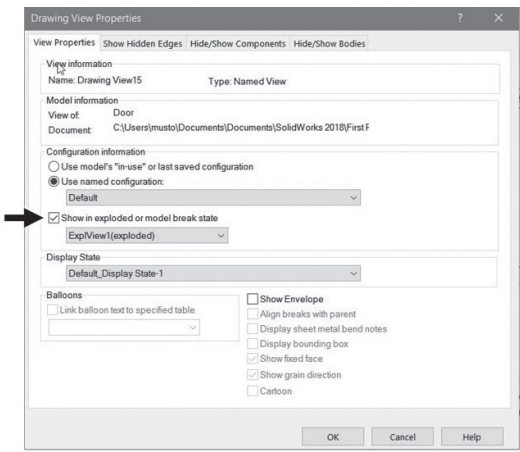 Drawing View Properties
? ×
View Properties Show Hidden Edges Hide/Show Components Hide/Show Bodies
View information
Name: Drawing View15 Type: Named View
Model information
View of: Door
Document: C:\Users\musto\Documents\Documents\SolidWorks 2018\First F
Configuration information
Use model's "in-use" or last saved configuration
Use named configuration:
Default
Show in exploded or model break state
ExplView1(exploded)
Display State
Default_Display State-1
Balloons
Link balloon text to specified table
Show Envelope
Align breaks with parent
Display sheet metal bend notes
Display bounding box
Show fixed face
Show grain direction
Cartoon
OK Cancel Help